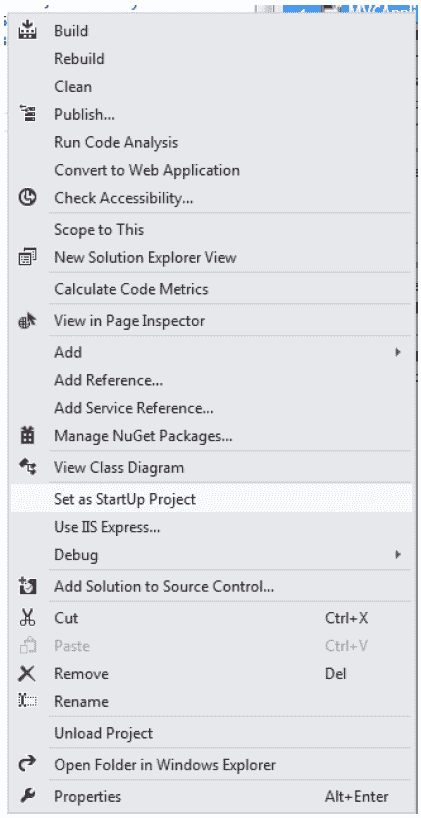 Build
Rebuild
Clean
Publish...
Run Code Analysis
Convert to Web Application
Check Accessibility...
Scope to This
New Solution Explorer View
Calculate Code Metrics
View in Page Inspector
Add
Add Reference...
Add Service Reference...
Manage NuGet Packages...
View Class Diagram
Set as StartUp Project
Use IIS Express...
Debug
Add Solution to Source Control...
Cut Ctrl+X
Paste Ctrl+V
Remove Del
Rename
Unload Project
Open Folder in Windows Explorer
Properties Alt+Enter